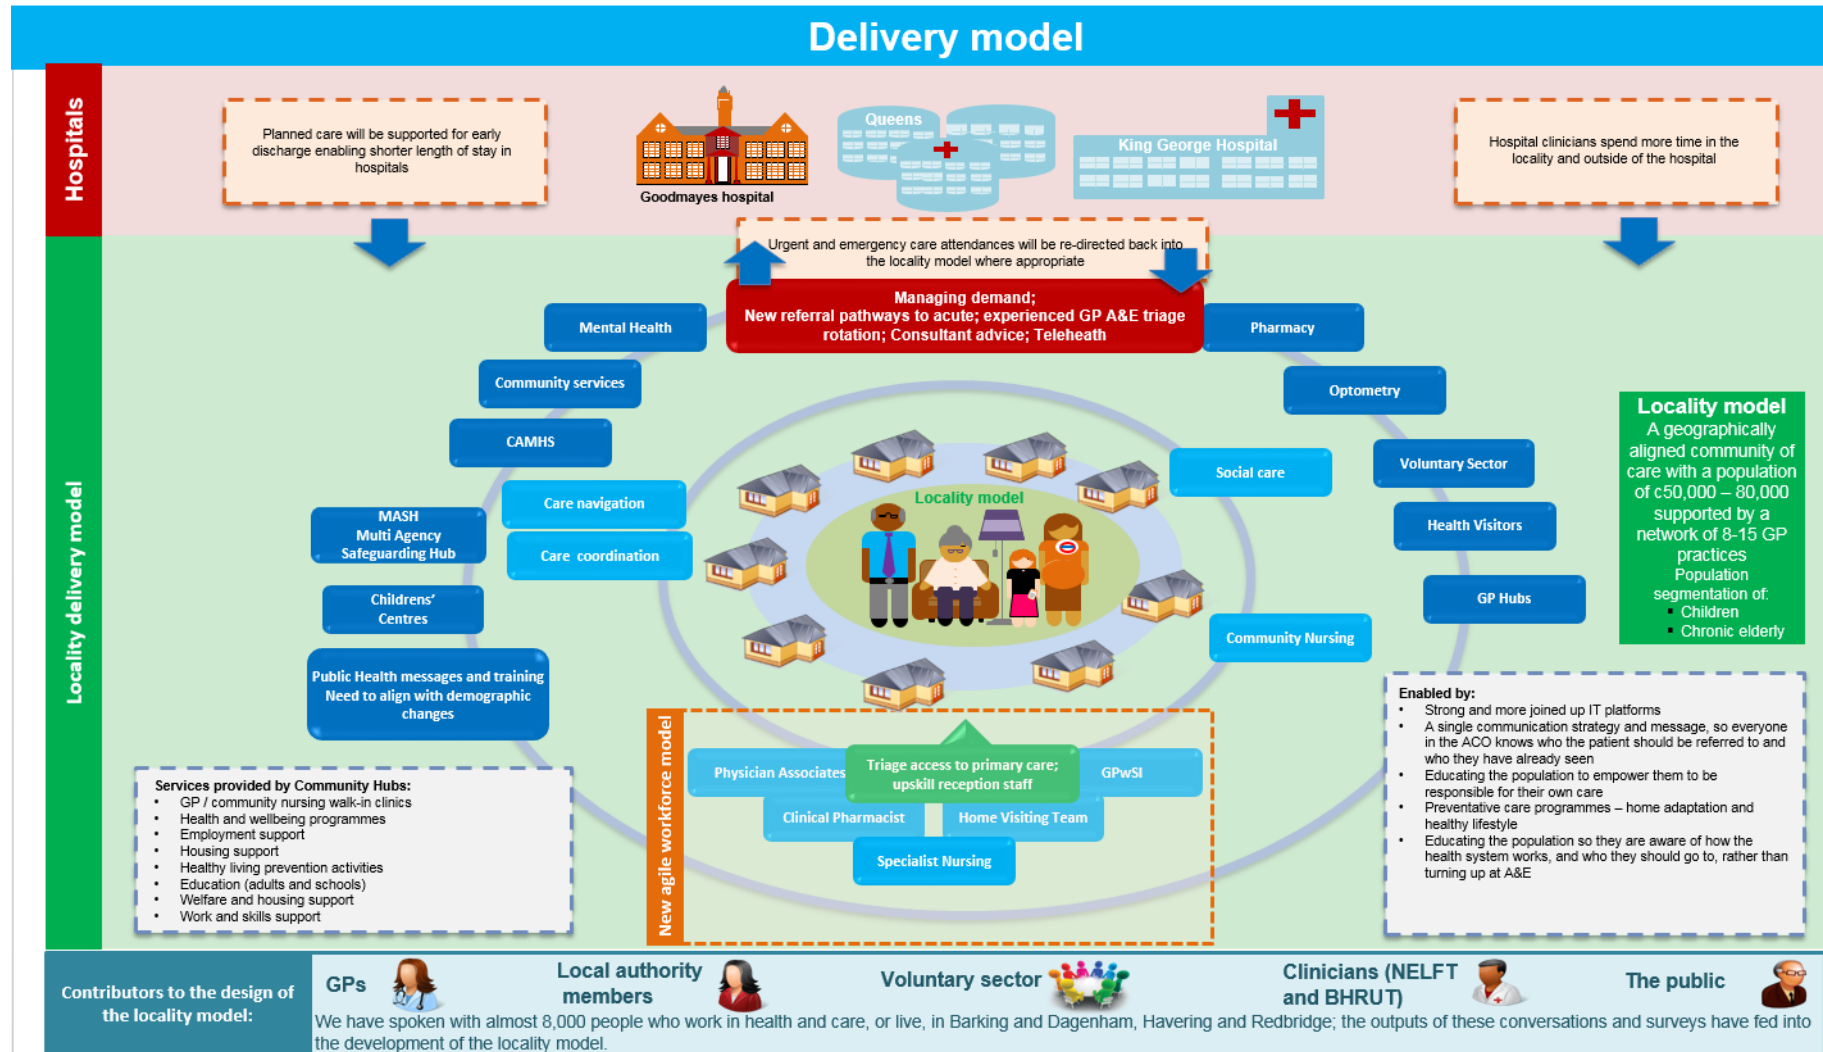 Delivery model
Hospitals
Planned care will be supported for early
discharge enabling shorter length of stay in
hospitals
Goodmayes hospital
Queens
King George Hospital
Hospital clinicians spend more time in the
locality and outside of the hospital
Urgent and emergency care attendances will be re-directed back into
the locality model where appropriate
Managing demand;
New referral pathways to acute; experienced GP A&E triage
rotation; Consultant advice; Teleheath
Locality delivery model
Mental Health
Community services
CAMHS
Care navigation
Care coordination
MASH
Multi Agency
Safeguarding Hub
Childrens'
Centres
Public Health messages and training
Need to align with demographic
changes
Locality model
Pharmacy
Optometry
Social care
Voluntary Sector
Health Visitors
GP Hubs
Community Nursing
Locality model
A geographically
aligned community of
care with a population
of c50,000 – 80,000
supported by a
network of 8-15 GP
practices
Population
segmentation of:
▪ Children
▪ Chronic elderly
Services provided by Community Hubs:
• GP / community nursing walk-in clinics
• Health and wellbeing programmes
• Employment support
• Housing support
• Healthy living prevention activities
• Education (adults and schools)
• Welfare and housing support
• Work and skills support
New agile workforce model
Physician Associates
Triage access to primary care;
upskill reception staff
GPwSI
Clinical Pharmacist
Home Visiting Team
Specialist Nursing
Enabled by:
• Strong and more joined up IT platforms
• A single communication strategy and message, so everyone
in the ACO knows who the patient should be referred to and
who they have already seen
• Educating the population to empower them to be
responsible for their own care
• Preventative care programmes – home adaptation and
healthy lifestyle
• Educating the population so they are aware of how the
health system works, and who they should go to, rather than
turning up at A&E
Contributors to the design of
the locality model:
GPs
Local authority
members
Voluntary sector
Clinicians (NELFT
and BHRUT)
The public
We have spoken with almost 8,000 people who work in health and care, or live, in Barking and Dagenham, Havering and Redbridge; the outputs of these conversations and surveys have fed into
the development of the locality model.